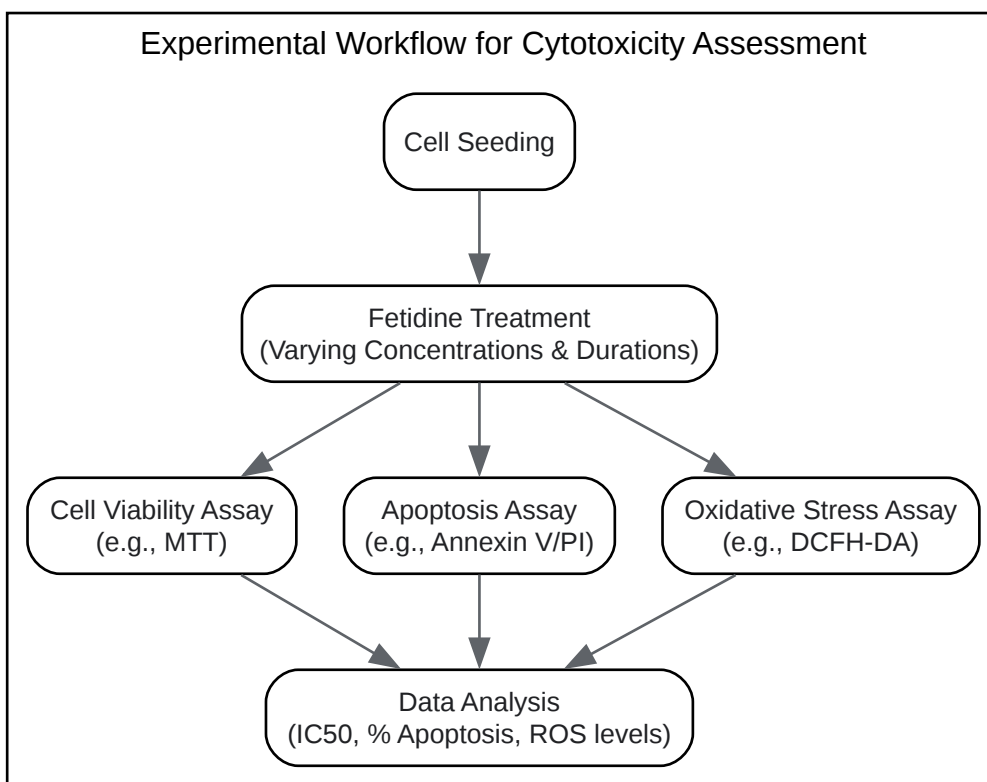 Experimental Workflow for Cytotoxicity Assessment
Cell Seeding
Fetidine Treatment
(Varying Concentrations & Durations)
Cell Viability Assay
(e.g., MTT)
Apoptosis Assay
(e.g., Annexin V/PI)
Oxidative Stress Assay
(e.g., DCFH-DA)
Data Analysis
(IC50, % Apoptosis, ROS levels)